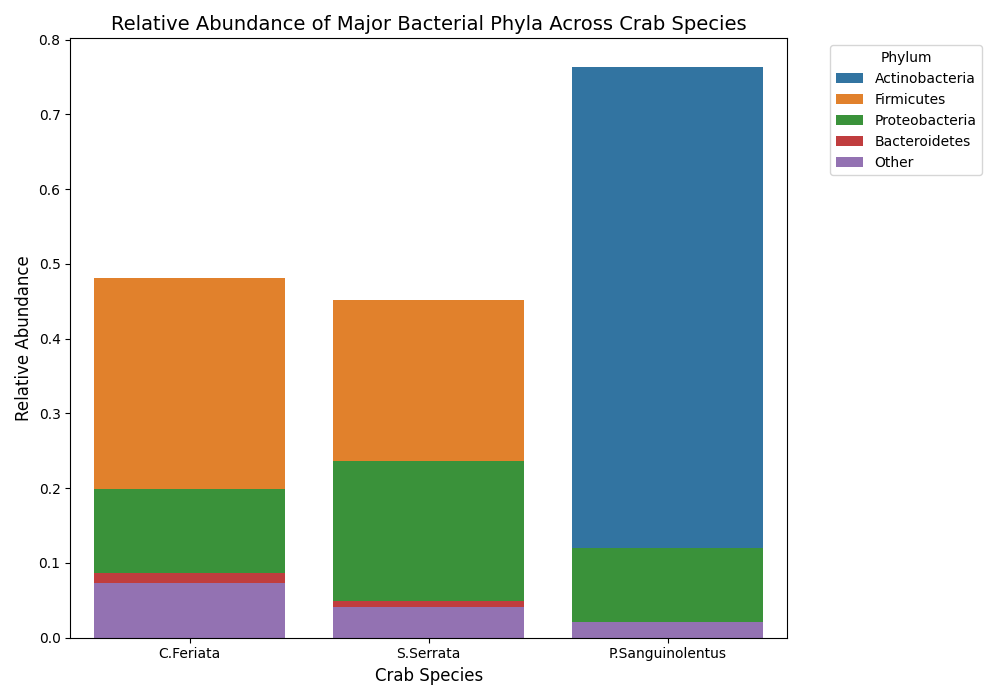 Relative Abundance of Major Bacterial Phyla Across Crab Species
Relative Abundance
0.8
0.7
0.6
0.5
0.4
0.3
0.2
0.1
0.0
C.Feriata
S.Serrata
P.Sanguinolentus
Crab Species
Phylum
Actinobacteria
Firmicutes
Proteobacteria
Bacteroidetes
Other